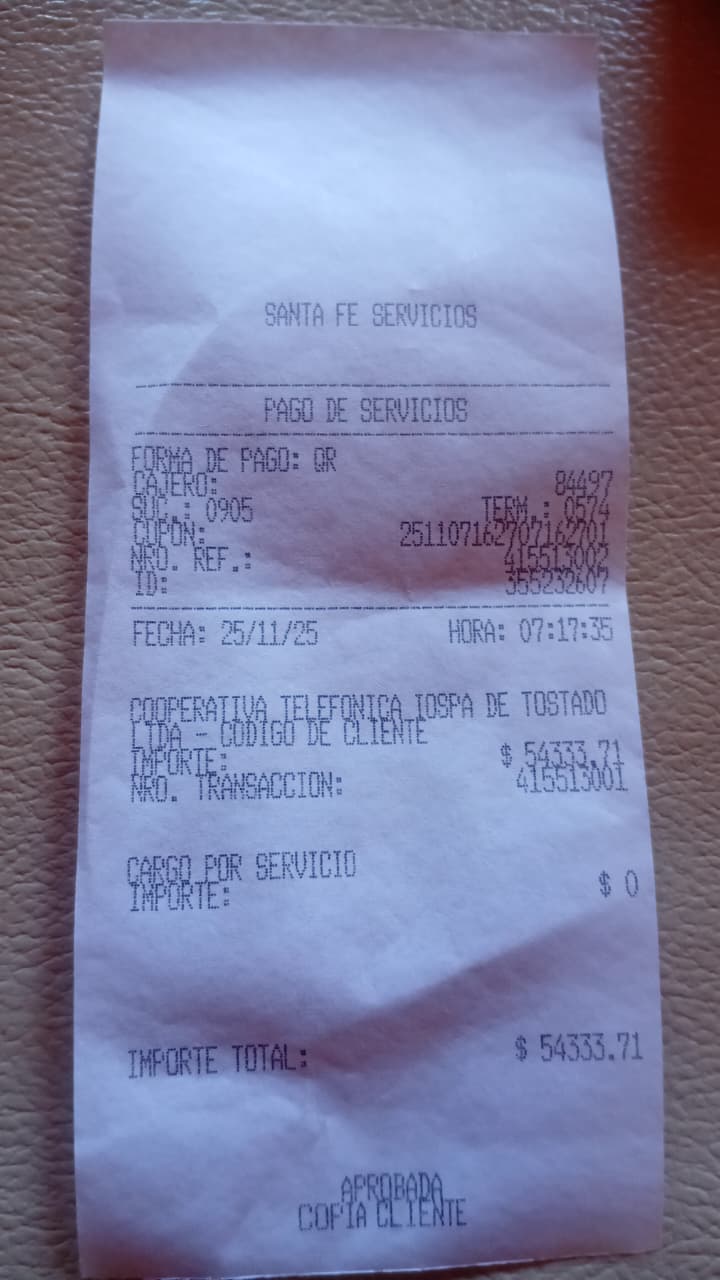 SANTA FE SERVICIOS
PAGO DE SERVICIOS
FORMA DE PAGO: QR
CAJERO: 84497
SUC.: 0905 TERM.: 0574
CUPON: 251107162707162701
NRO. REF.: 415513002
ID: 355232607
FECHA: 25/11/25 HORA: 07:17:35
COOPERATIVA TELEFONICA IOSPA DE TOSTADO
LTDA - CODIGO DE CLIENTE
IMPORTE: $ 54333.71
NRO. TRANSACCION: 415513001
CARGO POR SERVICIO
IMPORTE: $ 0
IMPORTE TOTAL: $ 54333.71
APROBADA
COPIA CLIENTE